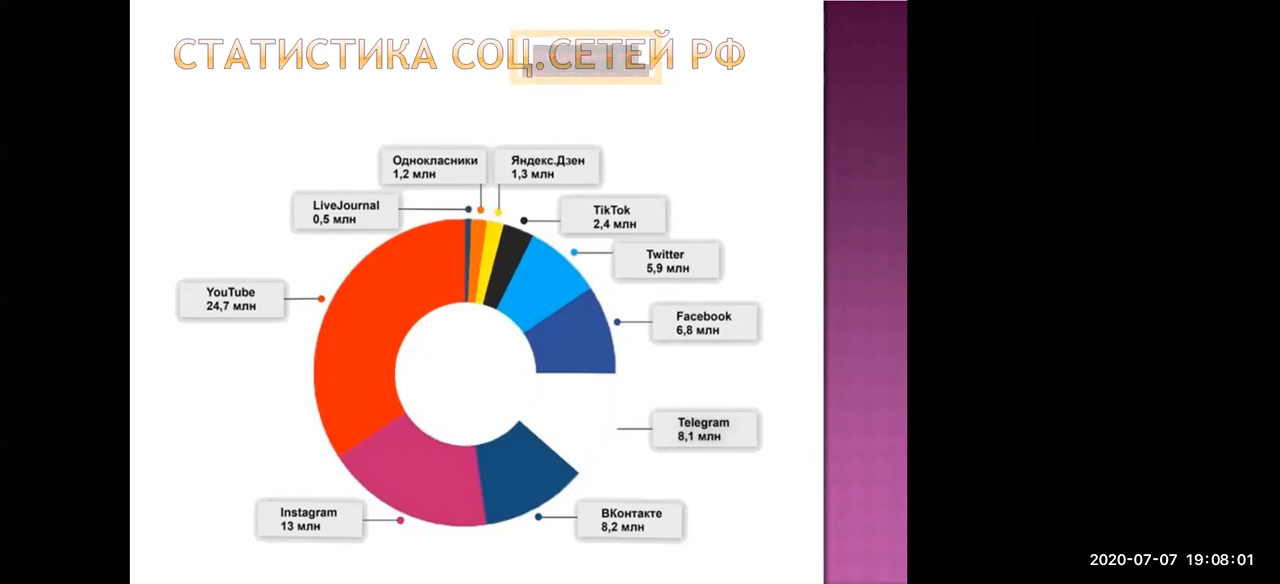 СТАТИСТИКА СОЦ.СЕТЕЙ РФ
Однокласники
1,2 млн
Яндекс.Дзен
1,3 млн
LiveJournal
0,5 млн
TikTok
2,4 млн
Twitter
5,9 млн
YouTube
24,7 млн
Facebook
6,8 млн
Telegram
8,1 млн
Instagram
13 млн
ВКонтакте
8,2 млн
2020-07-07 19:08:01